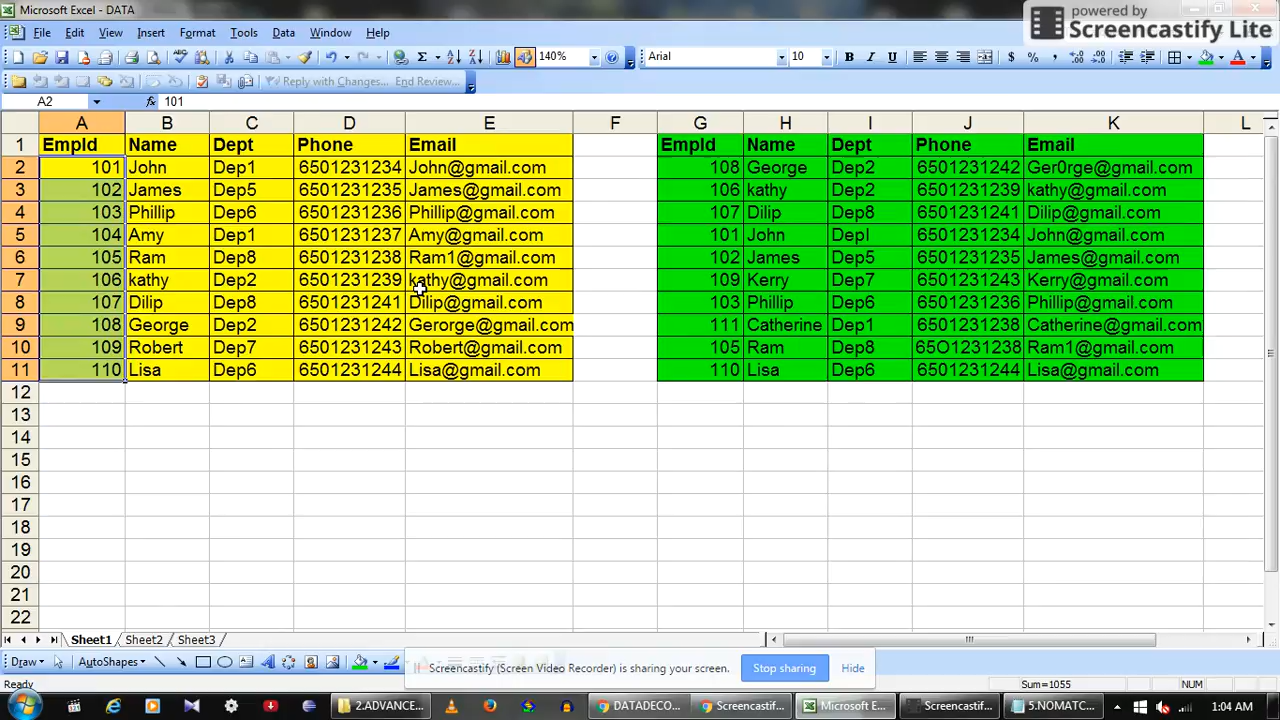 Microsoft Excel - DATA
powered by
Screencastify Lite
File Edit View Insert Format Tools Data Window Help
140% Arial 10
Reply with Changes... End Review...
A2 fx 101
A B C D E F G H I J K L
1 EmpId Name Dept Phone Email EmpId Name Dept Phone Email
2 101 John Dep1 6501231234 John@gmail.com 108 George Dep2 6501231242 Ger0rge@gmail.com
3 102 James Dep5 6501231235 James@gmail.com 106 kathy Dep2 6501231239 kathy@gmail.com
4 103 Phillip Dep6 6501231236 Phillip@gmail.com 107 Dilip Dep8 6501231241 Dilip@gmail.com
5 104 Amy Dep1 6501231237 Amy@gmail.com 101 John Depl 6501231234 John@gmail.com
6 105 Ram Dep8 6501231238 Ram1@gmail.com 102 James Dep5 6501231235 James@gmail.com
7 106 kathy Dep2 6501231239 kathy@gmail.com 109 Kerry Dep7 6501231243 Kerry@gmail.com
8 107 Dilip Dep8 6501231241 Dilip@gmail.com 103 Phillip Dep6 6501231236 Phillip@gmail.com
9 108 George Dep2 6501231242 Gerorge@gmail.com 111 Catherine Dep1 6501231238 Catherine@gmail.com
10 109 Robert Dep7 6501231243 Robert@gmail.com 105 Ram Dep8 65O1231238 Ram1@gmail.com
11 110 Lisa Dep6 6501231244 Lisa@gmail.com 110 Lisa Dep6 6501231244 Lisa@gmail.com
12
13
14
15
16
17
18
19
20
21
22
Sheet1 Sheet2 Sheet3
Draw AutoShapes
Screencastify (Screen Video Recorder) is sharing your screen. Stop sharing Hide
Ready Sum=1055 NUM
2.ADVANCE... DATADECO... Screencastif... Microsoft E... Screencastif... 5.NOMATC... 1:04 AM